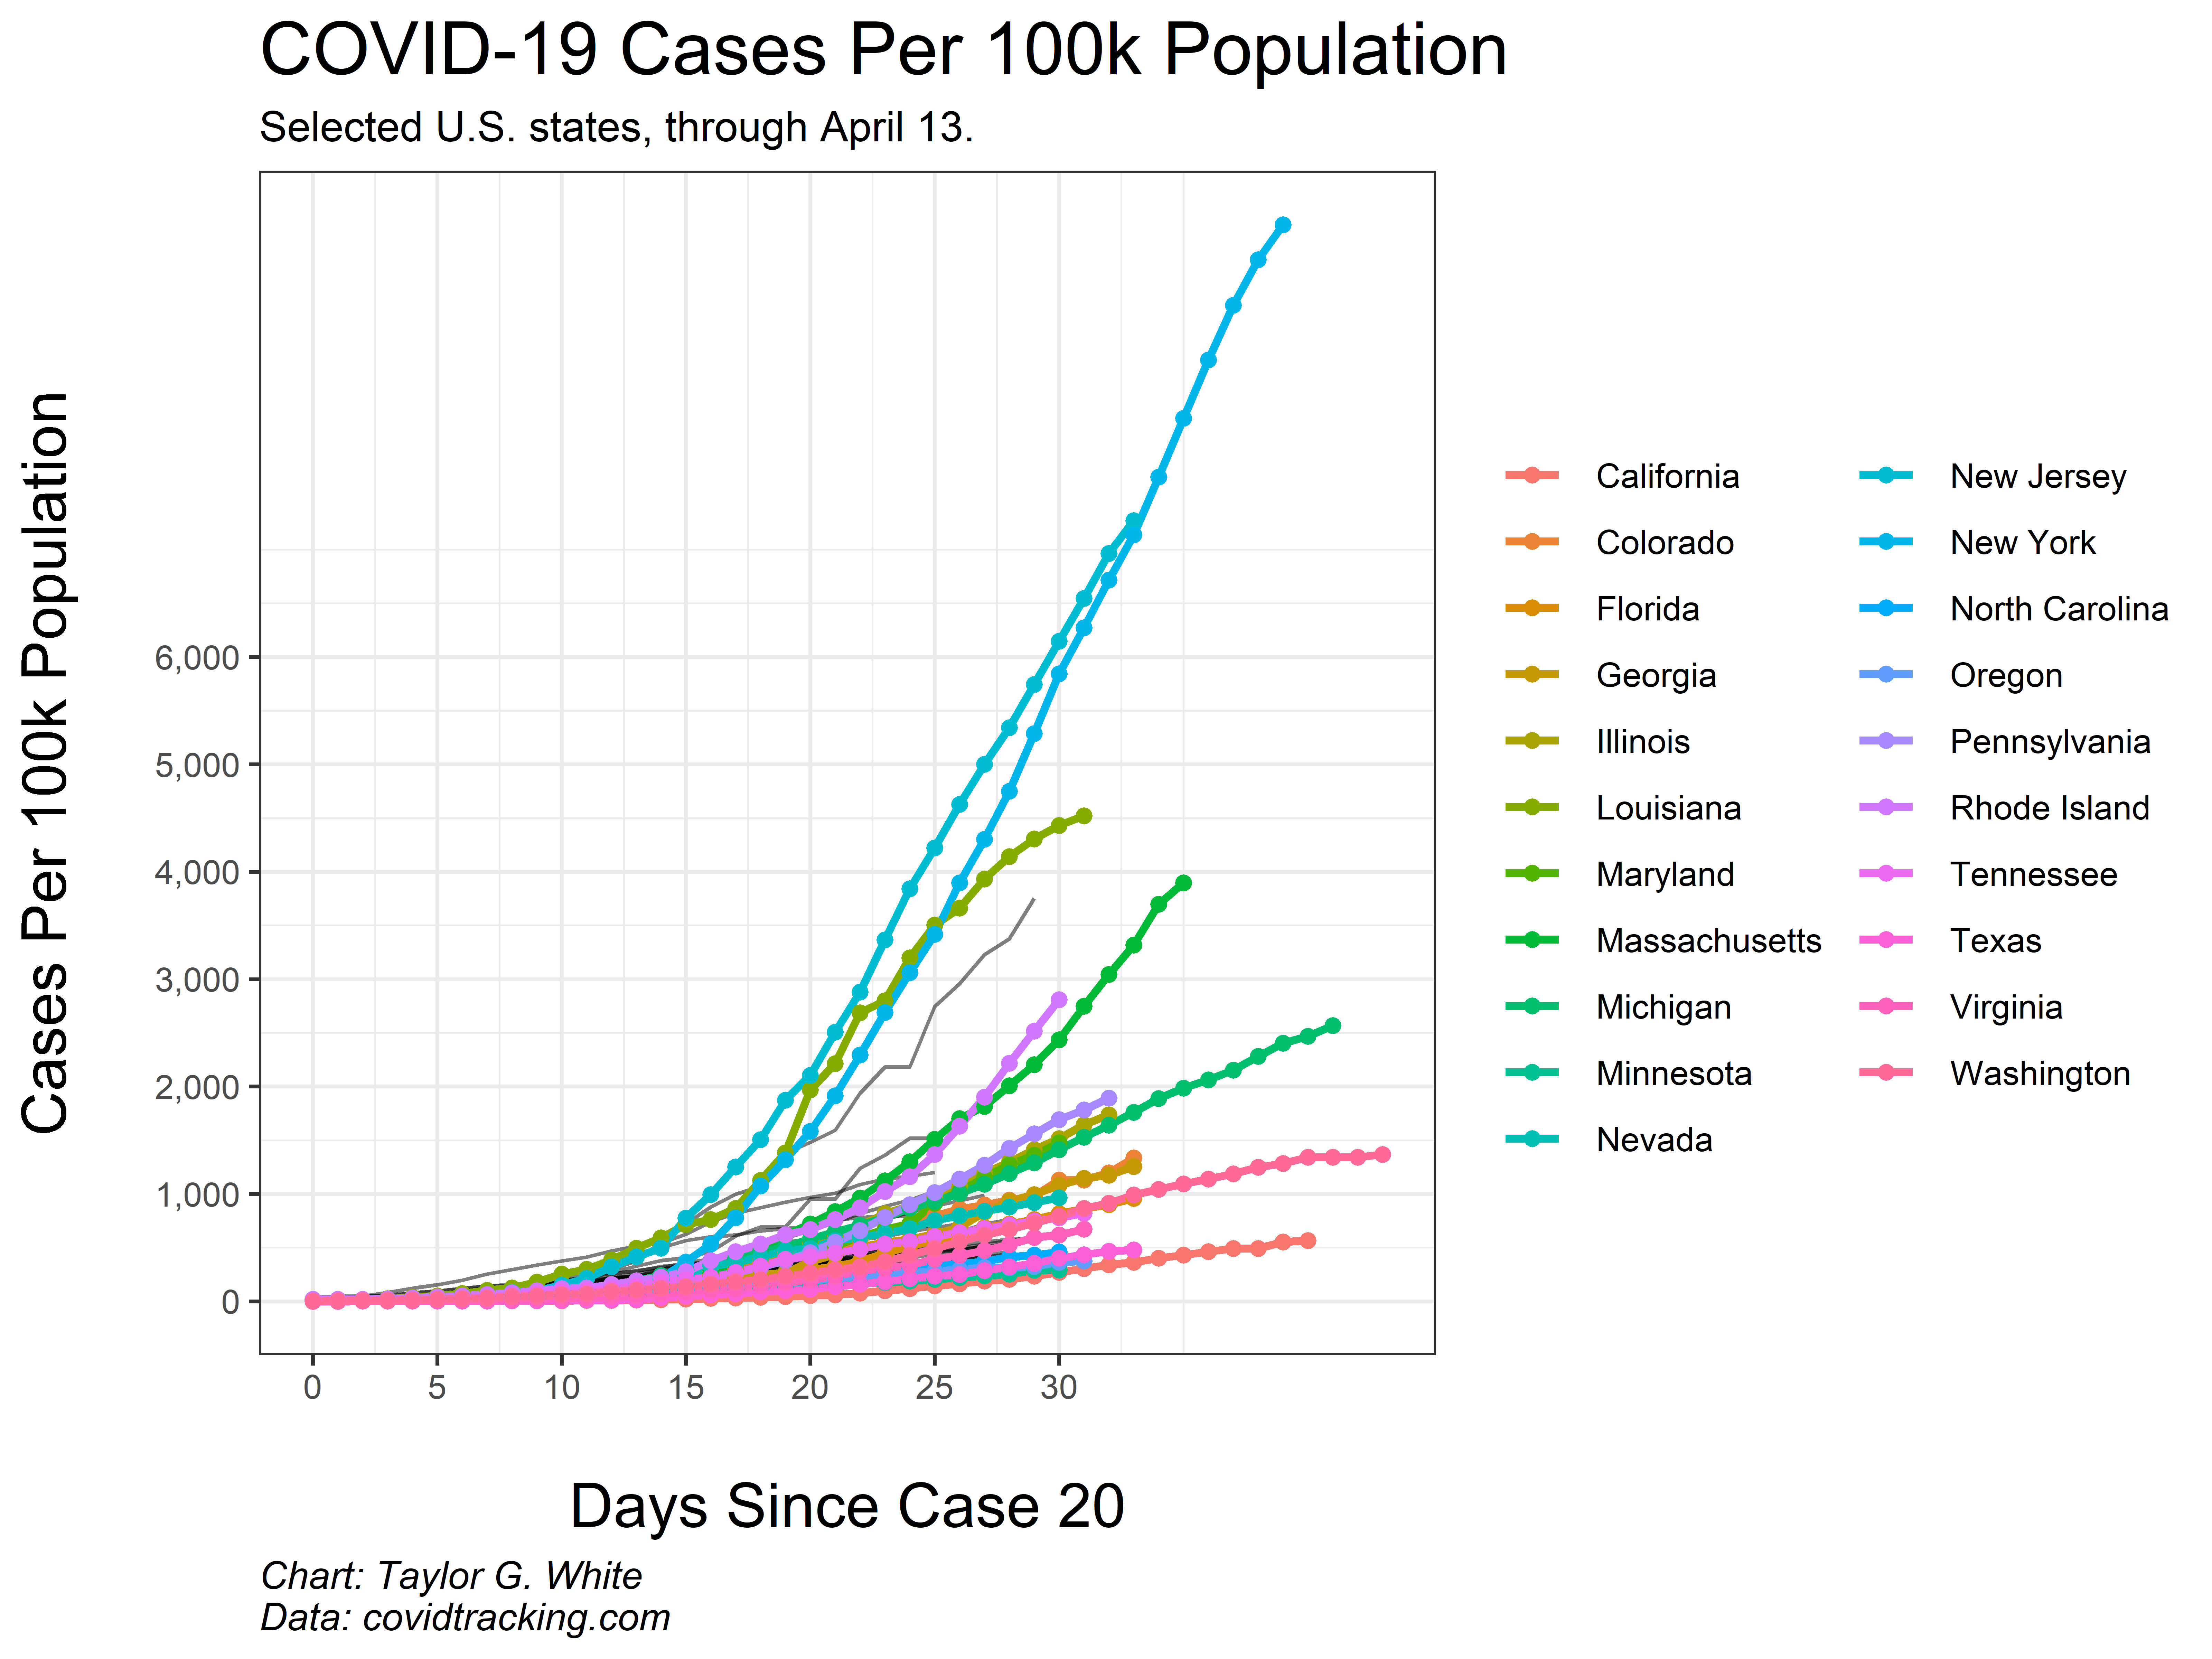 COVID-19 Cases Per 100k Population
Selected U.S. states, through April 13.
Cases Per 100k Population
6,000
5,000
4,000
3,000
2,000
1,000
0
0 5 10 15 20 25 30
Days Since Case 20
California
Colorado
Florida
Georgia
Illinois
Louisiana
Maryland
Massachusetts
Michigan
Minnesota
Nevada
New Jersey
New York
North Carolina
Oregon
Pennsylvania
Rhode Island
Tennessee
Texas
Virginia
Washington
Chart: Taylor G. White
Data: covidtracking.com